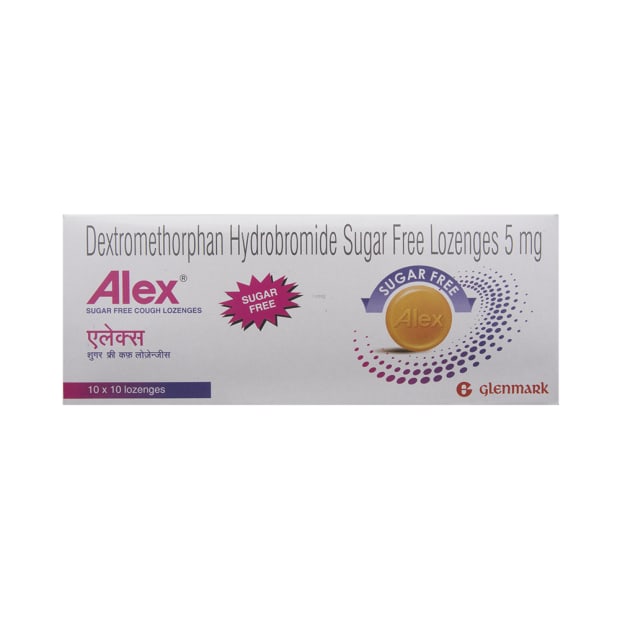 Dextromethorphan Hydrobromide Sugar Free Lozenges 5 mg
Alex®
SUGAR FREE COUGH LOZENGES
एलेक्स
शुगर फ्री कफ़ लोज़ेन्जीस
10 x 10 lozenges
SUGAR
FREE
SUGAR FREE
Alex
G GLENMARK